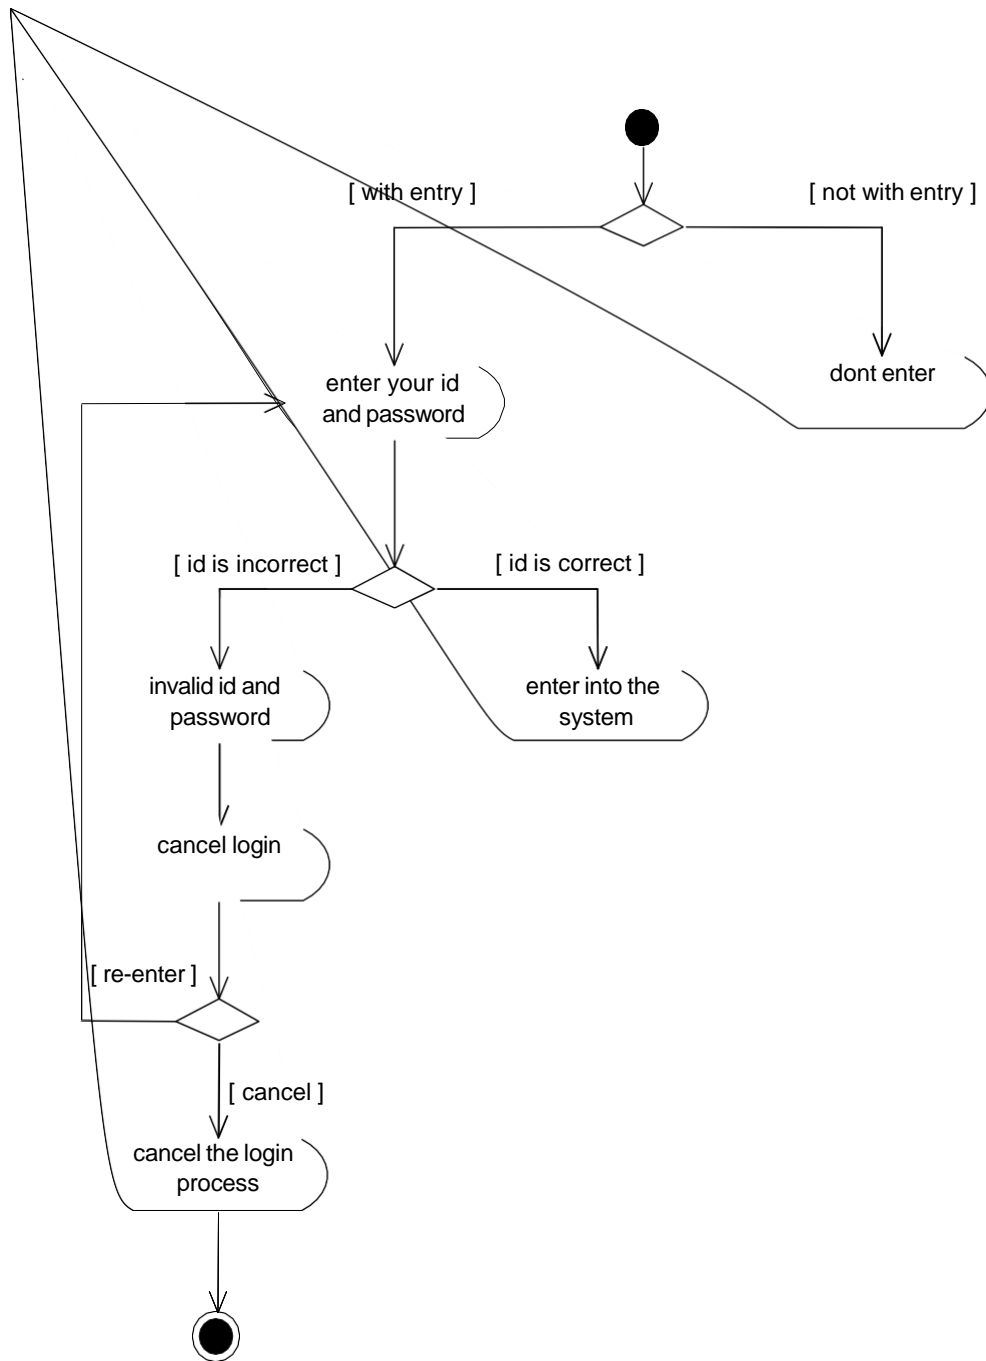 [ with entry ]
[ not with entry ]
enter your id
and password
dont enter
[ id is incorrect ]
[ id is correct ]
invalid id and
password
enter into the
system
cancel login
[ re-enter ]
[ cancel ]
cancel the login
process